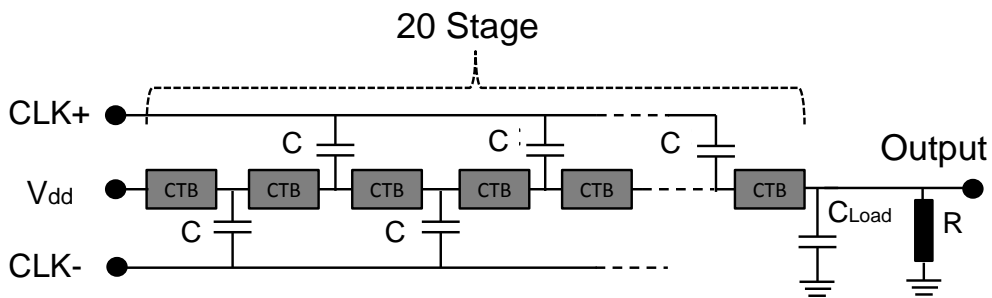 20 Stage
CLK+
C
C
C
Output
Vdd
CTB
CTB
CTB
CTB
CTB
CTB
C
C
CLoad
R
CLK-